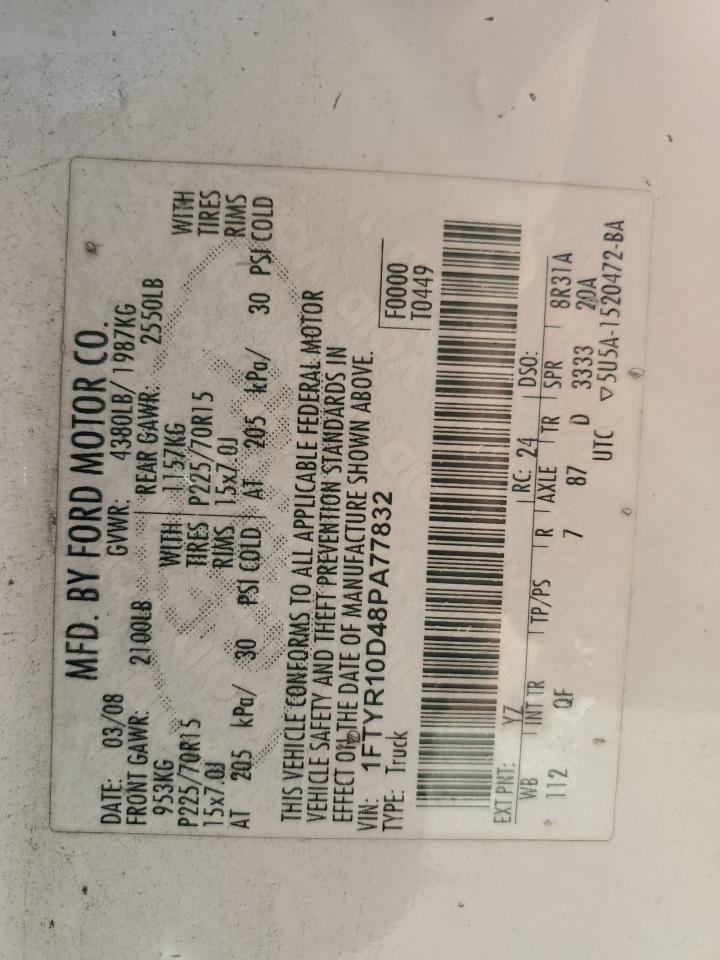 MFD. BY FORD MOTOR CO.
DATE: 03/08 GVWR: 4380LB/ 1987KG
FRONT GAWR: 2100LB REAR GAWR: 2550LB
953KG WITH 1157KG WITH
P225/70R15 TIRES P225/70R15 TIRES
15x7.0J RIMS 15x7.0J RIMS
AT 205 kPa/ 30 PSI COLD AT 205 kPa/ 30 PSI COLD
THIS VEHICLE CONFORMS TO ALL APPLICABLE FEDERAL MOTOR
VEHICLE SAFETY AND THEFT PREVENTION STANDARDS IN
EFFECT ON THE DATE OF MANUFACTURE SHOWN ABOVE.
VIN: 1FTYR10D48PA77832
TYPE: Truck
F0000
T0449
EXT PNT: YZ RC: 24 DSO:
WB INT TR TP/PS R AXLE TR SPR 8R31A
112 QF 7 87 D 3333 20A
UTC ▽5U5A-1520472-BA